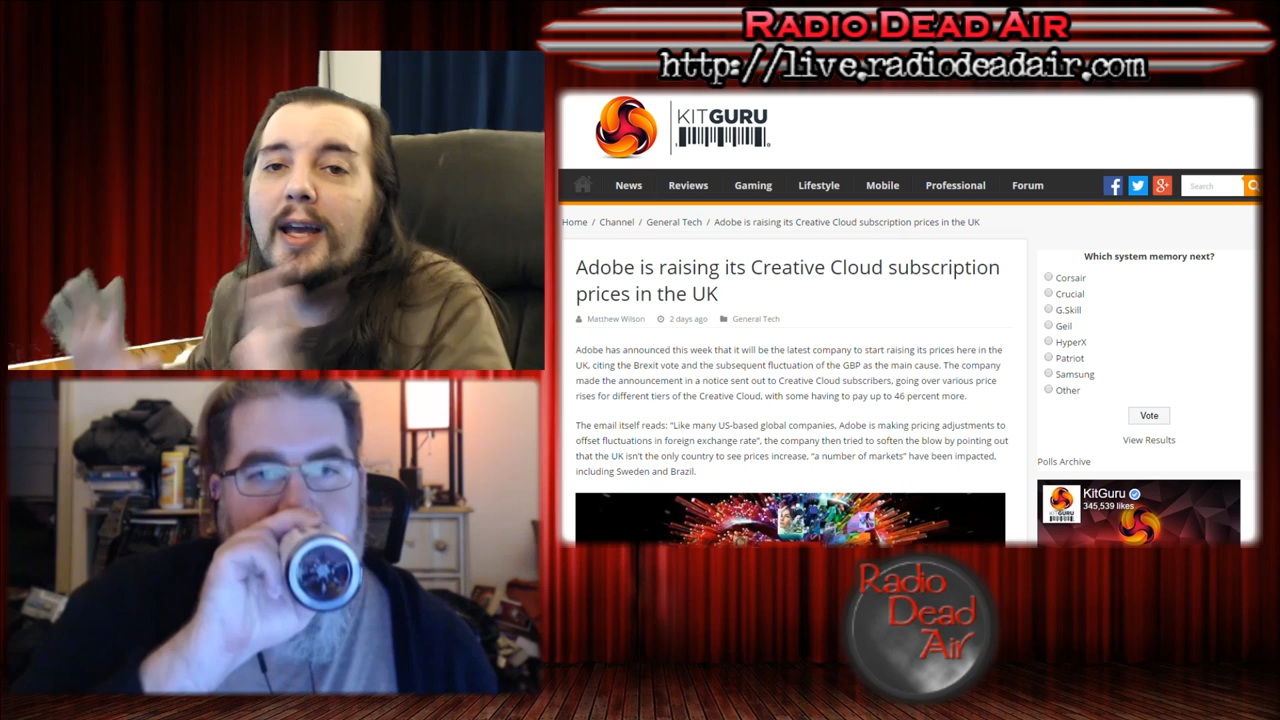 RADIO DEAD AIR
http://live.radiodeadair.com
KITGURU
News Reviews Gaming Lifestyle Mobile Professional Forum
Search
Home / Channel / General Tech / Adobe is raising its Creative Cloud subscription prices in the UK
Adobe is raising its Creative Cloud subscription
prices in the UK
Matthew Wilson 2 days ago General Tech
Adobe has announced this week that it will be the latest company to start raising its prices here in the
UK, citing the Brexit vote and the subsequent fluctuation of the GBP as the main cause. The company
made the announcement in a notice sent out to Creative Cloud subscribers, going over various price
rises for different tiers of the Creative Cloud, with some having to pay up to 46 percent more.
The email itself reads: “Like many US-based global companies, Adobe is making pricing adjustments to
offset fluctuations in foreign exchange rate”, the company then tried to soften the blow by pointing out
that the UK isn’t the only country to see prices increase, “a number of markets” have been impacted,
including Sweden and Brazil.
Which system memory next?
Corsair
Crucial
G.Skill
Geil
HyperX
Patriot
Samsung
Other
Vote
View Results
Polls Archive
KitGuru
345,539 likes
KITGURU
Radio
Dead
Air